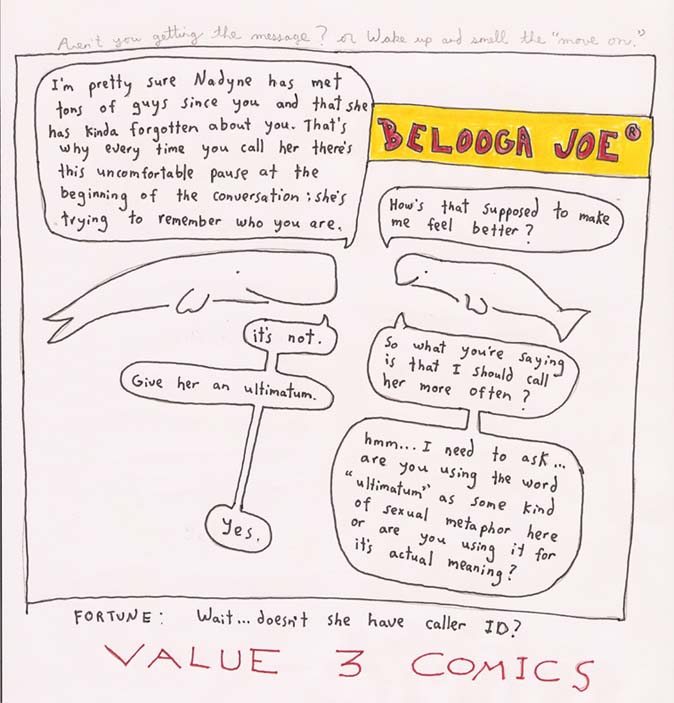 Aren't you getting the message? or Wake up and smell the "move on."
I'm pretty sure Nadyne has met
tons of guys since you and that she
has kinda forgotten about you. That's
why every time you call her there's
this uncomfortable pause at the
beginning of the conversation: she's
trying to remember who you are.
BELOOGA JOE®
How's that supposed to make
me feel better?
it's not.
So what you're saying
is that I should call
her more often?
Give her an ultimatum.
hmm... I need to ask...
are you using the word
"ultimatum" as some kind
of sexual metaphor here
or are you using it for
it's actual meaning?
Yes.
FORTUNE: Wait... doesn't she have caller ID?
VALUE 3 COMICS